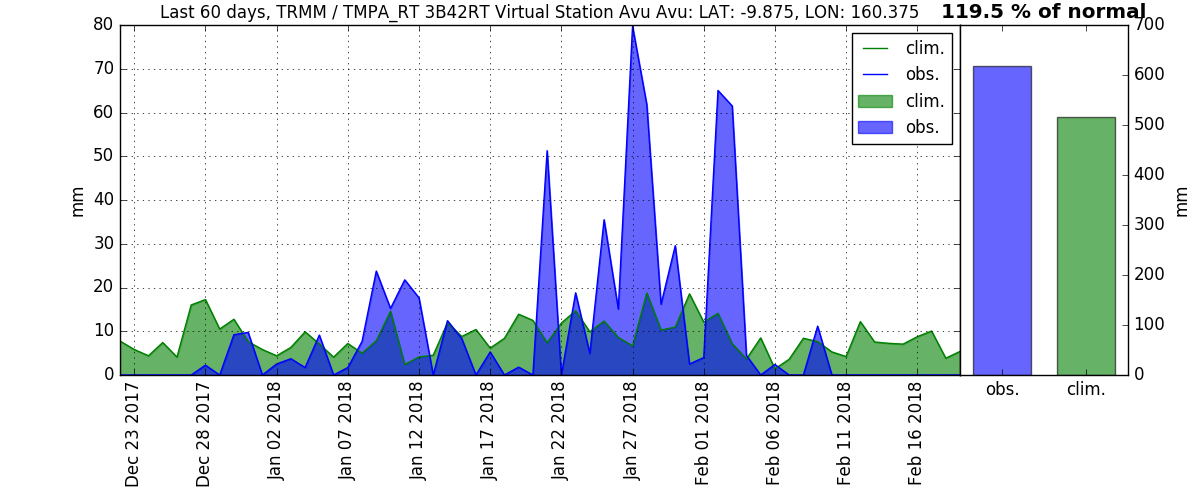 Last 60 days, TRMM / TMPA_RT 3B42RT Virtual Station Avu Avu: LAT: -9.875, LON: 160.375
119.5 % of normal
80
70
60
50
40
30
20
10
0
mm
clim.
obs.
clim.
obs.
Dec 23 2017
Dec 28 2017
Jan 02 2018
Jan 07 2018
Jan 12 2018
Jan 17 2018
Jan 22 2018
Jan 27 2018
Feb 01 2018
Feb 06 2018
Feb 11 2018
Feb 16 2018
700
600
500
400
300
200
100
0
mm
obs.
clim.